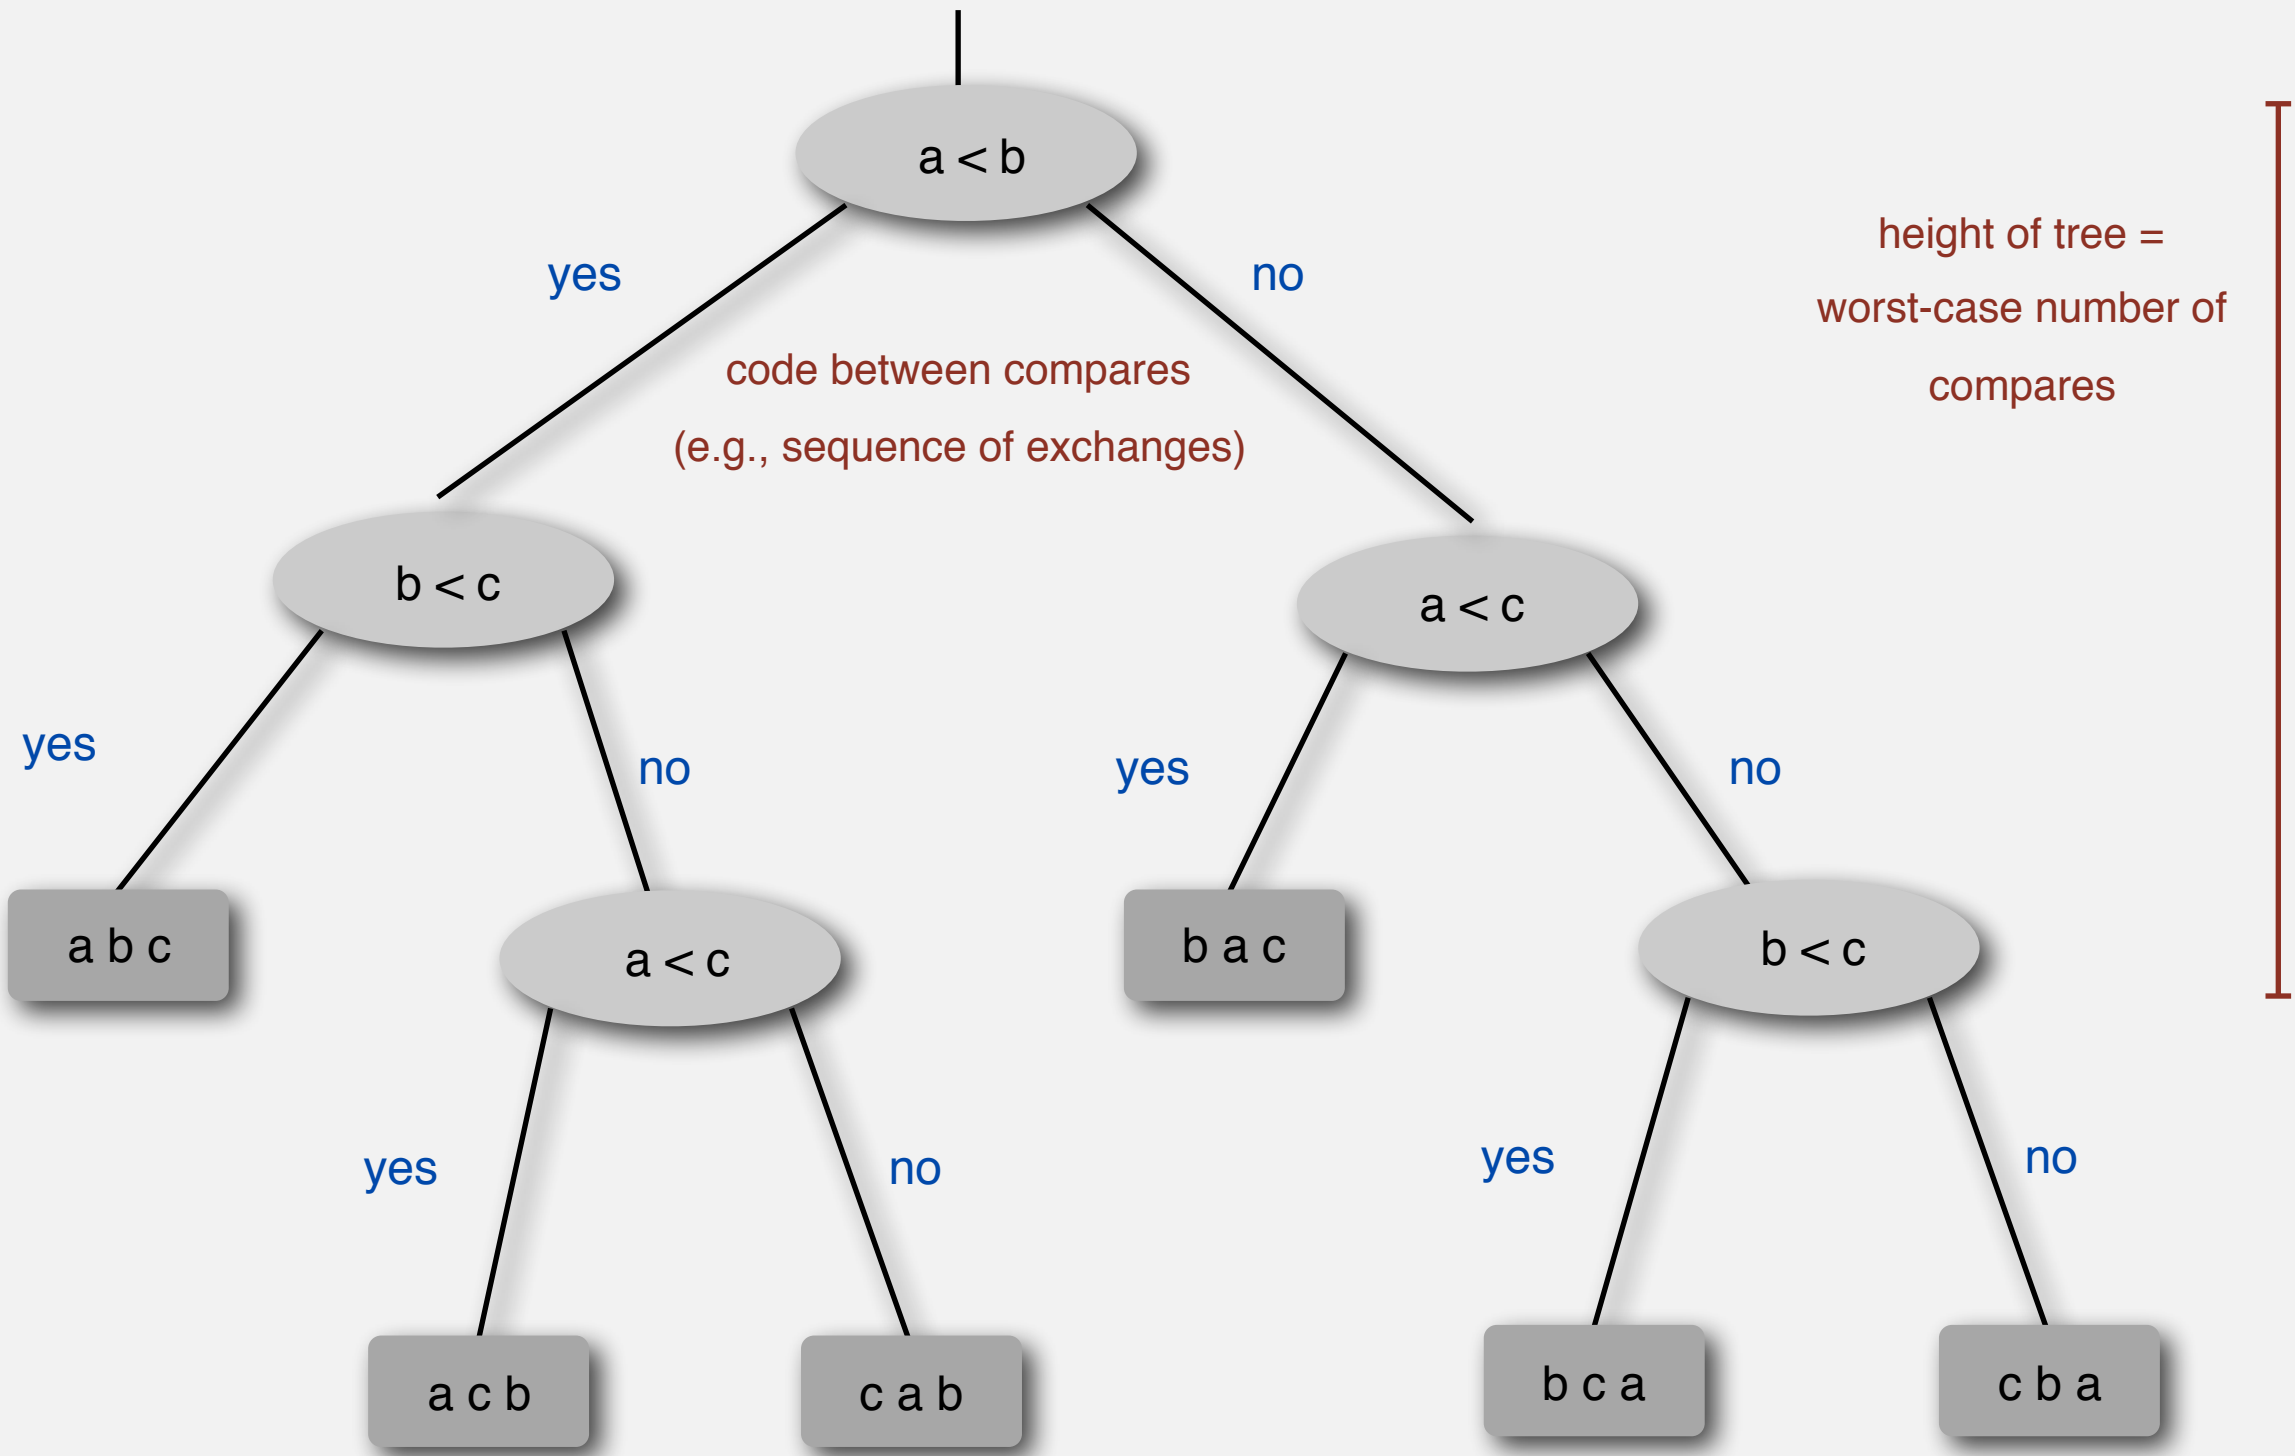 a < b
height of tree =
worst-case number of
compares
yes
no
code between compares
(e.g., sequence of exchanges)
b < c
a < c
yes
no
yes
no
a b c
a < c
b a c
b < c
yes
no
yes
no
a c b
c a b
b c a
c b a